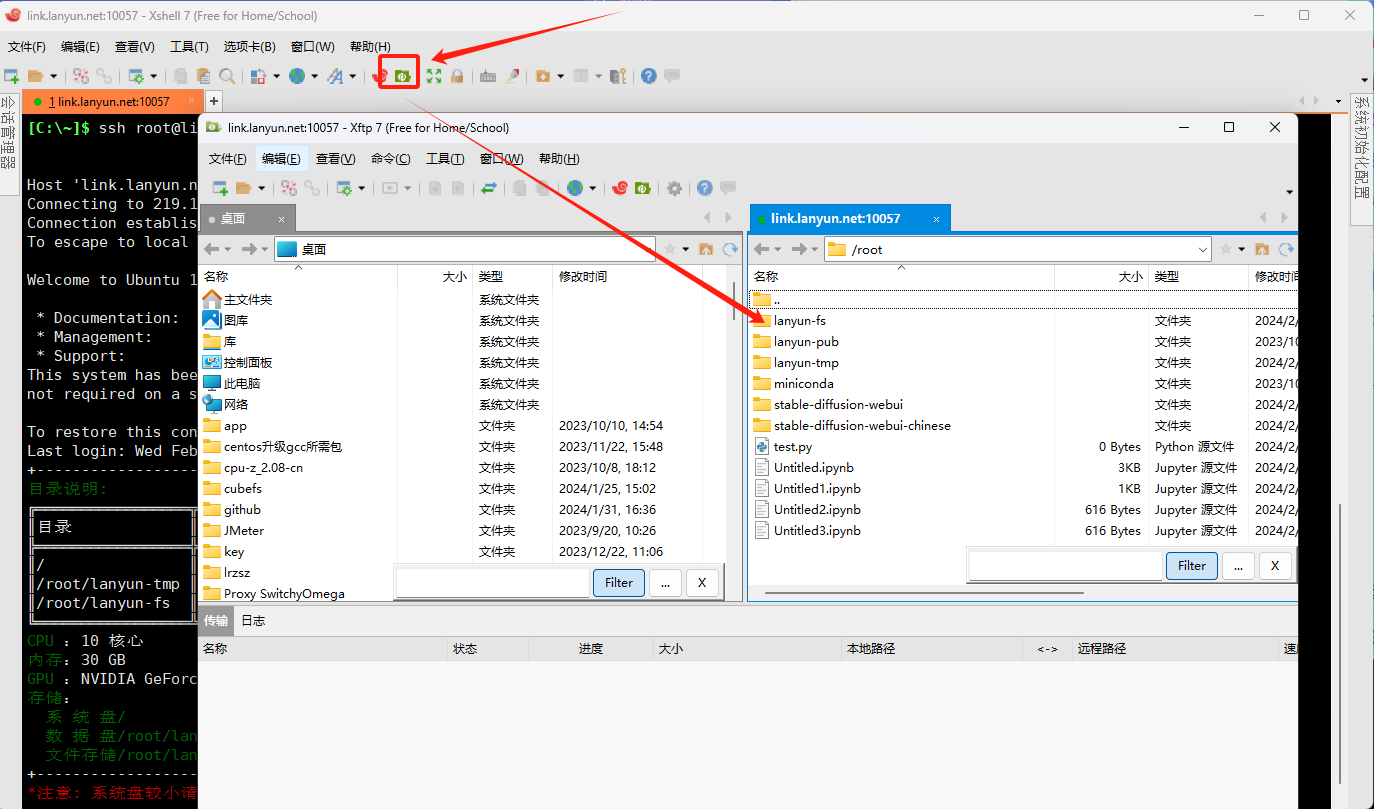 link.lanyun.net:10057 - Xshell 7 (Free for Home/School)
文件(F) 编辑(E) 查看(V) 工具(T) 选项卡(B) 窗口(W) 帮助(H)
会话管理器
1 link.lanyun.net:10057 × +
系统初始化配置
[C:\~]$ ssh root@li
Host 'link.lanyun.n
Connecting to 219.1
Connection establis
To escape to local
Welcome to Ubuntu 1
* Documentation:
* Management:
* Support:
This system has bee
not required on a s
To restore this con
Last login: Wed Feb
+------------------
目录说明:
目录
/
/root/lanyun-tmp
/root/lanyun-fs
CPU : 10 核心
内存: 30 GB
GPU : NVIDIA GeForc
存储:
系 统 盘/
数 据 盘/root/lan
文件存储/root/lan
+------------------
*注意: 系统盘较小请
link.lanyun.net:10057 - Xftp 7 (Free for Home/School)
文件(F) 编辑(E) 查看(V) 命令(C) 工具(T) 窗口(W) 帮助(H)
桌面 ×
桌面
名称 大小 类型 修改时间
主文件夹 系统文件夹
图库 系统文件夹
库 系统文件夹
控制面板 系统文件夹
此电脑 系统文件夹
网络 系统文件夹
app 文件夹 2023/10/10, 14:54
centos升级gcc所需包 文件夹 2023/11/22, 15:48
cpu-z_2.08-cn 文件夹 2023/10/8, 18:12
cubefs 文件夹 2024/1/25, 15:02
github 文件夹 2024/1/31, 16:36
JMeter 文件夹 2023/9/20, 10:26
key 文件夹 2023/12/22, 11:06
lrzsz
Proxy SwitchyOmega
Filter ... X
link.lanyun.net:10057 ×
/root
名称 大小 类型 修改时间
..
lanyun-fs 文件夹 2024/2/
lanyun-pub 文件夹 2023/10
lanyun-tmp 文件夹 2024/2/
miniconda 文件夹 2023/10
stable-diffusion-webui 文件夹 2024/2/
stable-diffusion-webui-chinese 文件夹 2024/2/
test.py 0 Bytes Python 源文件 2024/2/
Untitled.ipynb 3KB Jupyter 源文件 2024/2/
Untitled1.ipynb 1KB Jupyter 源文件 2024/2/
Untitled2.ipynb 616 Bytes Jupyter 源文件 2024/2/
Untitled3.ipynb 616 Bytes Jupyter 源文件 2024/2/
Filter ... X
传输 日志
名称 状态 进度 大小 本地路径 <-> 远程路径 速